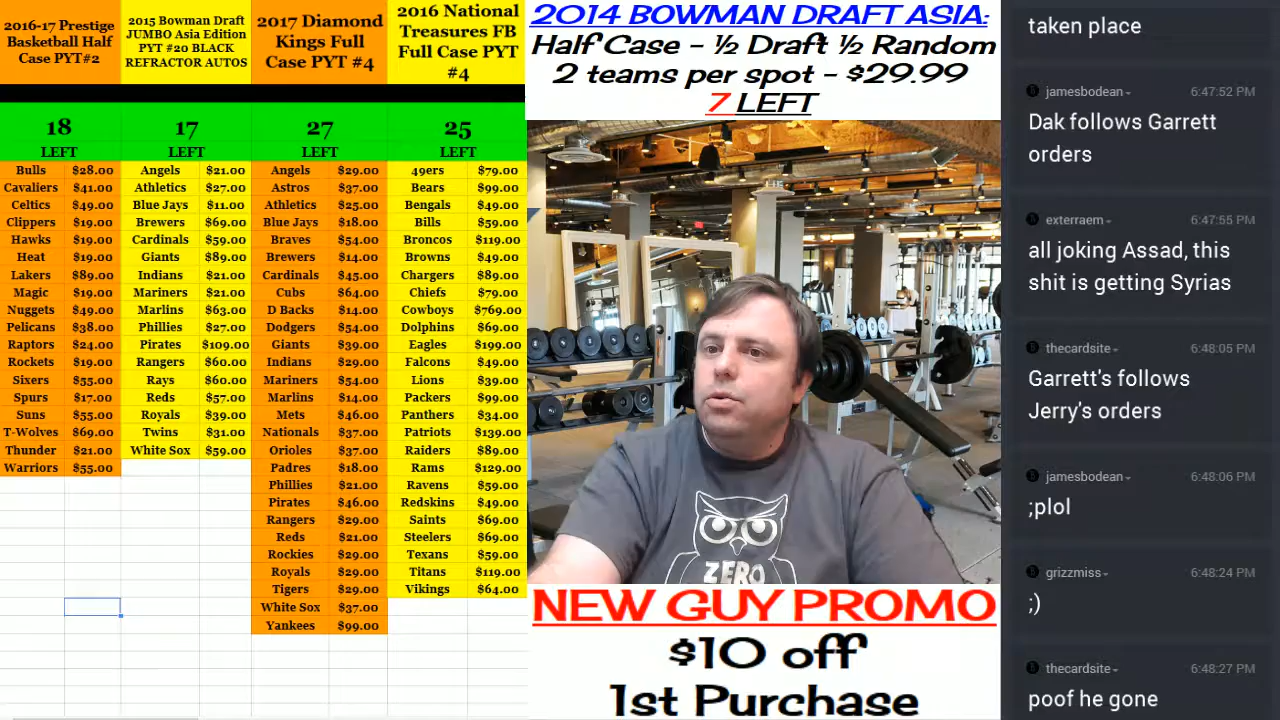 2016-17 Prestige
Basketball Half
Case PYT#2
2015 Bowman Draft
JUMBO Asia Edition
PYT #20 BLACK
REFRACTOR AUTOS
2017 Diamond
Kings Full
Case PYT #4
2016 National
Treasures FB
Full Case PYT
#4
18 17 27 25
LEFT LEFT LEFT LEFT
Bulls $28.00 Angels $21.00 Angels $29.00 49ers $79.00
Cavaliers $41.00 Athletics $27.00 Astros $37.00 Bears $99.00
Celtics $49.00 Blue Jays $11.00 Athletics $25.00 Bengals $49.00
Clippers $19.00 Brewers $69.00 Blue Jays $18.00 Bills $59.00
Hawks $19.00 Cardinals $59.00 Braves $54.00 Broncos $119.00
Heat $19.00 Giants $89.00 Brewers $14.00 Browns $49.00
Lakers $89.00 Indians $21.00 Cardinals $45.00 Chargers $89.00
Magic $19.00 Mariners $21.00 Cubs $64.00 Chiefs $79.00
Nuggets $49.00 Marlins $63.00 D Backs $14.00 Cowboys $769.00
Pelicans $38.00 Phillies $27.00 Dodgers $54.00 Dolphins $69.00
Raptors $24.00 Pirates $109.00 Giants $39.00 Eagles $199.00
Rockets $19.00 Rangers $60.00 Indians $29.00 Falcons $49.00
Sixers $55.00 Rays $60.00 Mariners $54.00 Lions $39.00
Spurs $17.00 Reds $57.00 Marlins $14.00 Packers $99.00
Suns $55.00 Royals $39.00 Mets $46.00 Panthers $34.00
T-Wolves $69.00 Twins $31.00 Nationals $37.00 Patriots $139.00
Thunder $21.00 White Sox $59.00 Orioles $37.00 Raiders $89.00
Warriors $55.00 Padres $18.00 Rams $129.00
Phillies $21.00 Ravens $59.00
Pirates $46.00 Redskins $49.00
Rangers $29.00 Saints $69.00
Reds $21.00 Steelers $69.00
Rockies $29.00 Texans $59.00
Royals $29.00 Titans $119.00
Tigers $29.00 Vikings $64.00
White Sox $37.00
Yankees $99.00
2014 BOWMAN DRAFT ASIA:
Half Case - ½ Draft ½ Random
2 teams per spot - $29.99
7 LEFT
ZERO
NEW GUY PROMO
$10 off
1st Purchase
taken place
jamesbodean 6:47:52 PM
Dak follows Garrett
orders
exterraem 6:47:55 PM
all joking Assad, this
shit is getting Syrias
thecardsite 6:48:05 PM
Garrett's follows
Jerry's orders
jamesbodean 6:48:06 PM
;plol
grizzmiss 6:48:24 PM
;)
thecardsite 6:48:27 PM
poof he gone